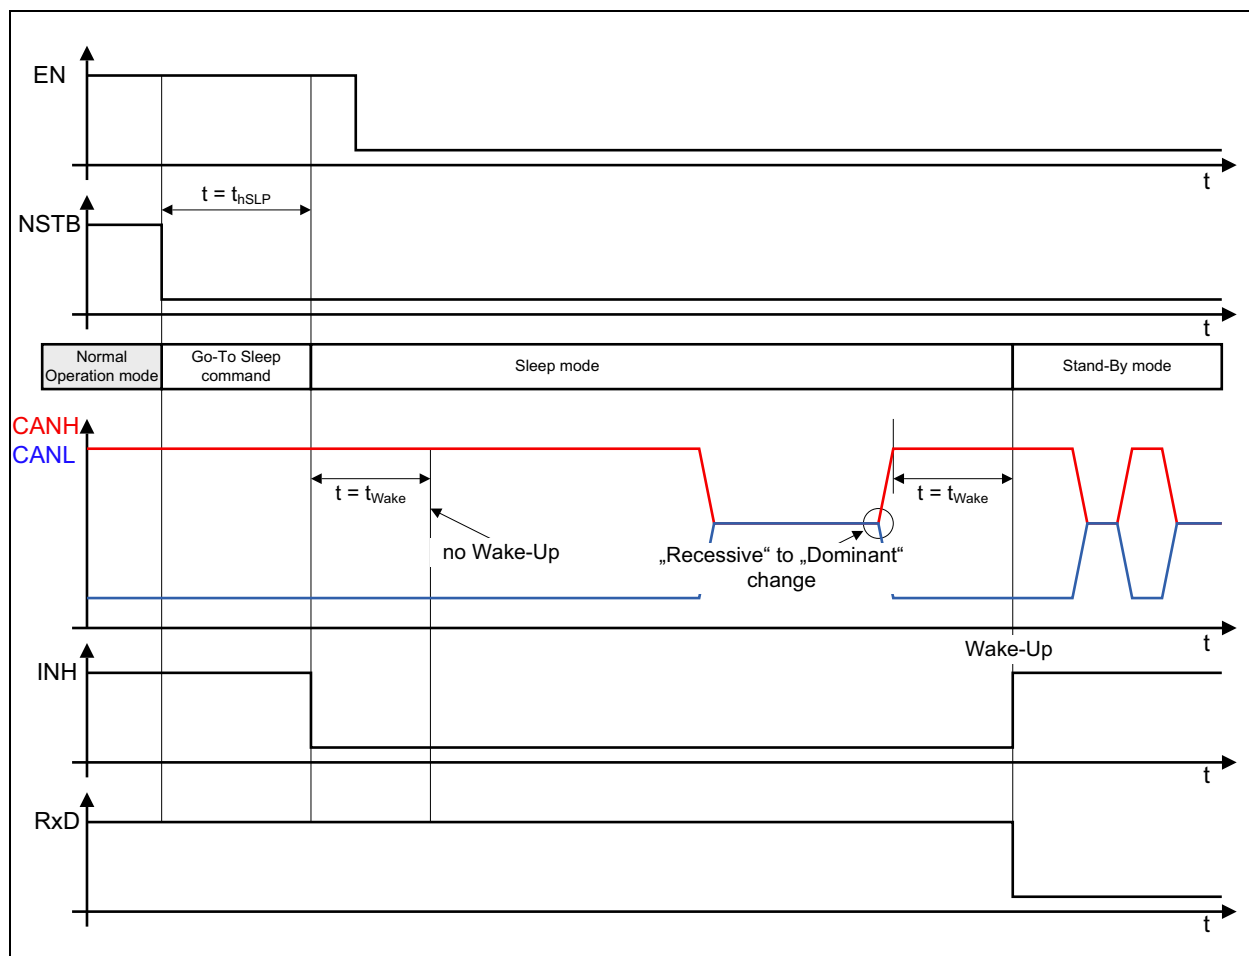 EN
t
t = thSLP
NSTB
t
Normal
Operation mode
Go-To Sleep
command
Sleep mode
Stand-By mode
CANH
CANL
t = tWake
t = tWake
no Wake-Up
„Recessive“ to „Dominant“
change
t
Wake-Up
INH
t
RxD
t